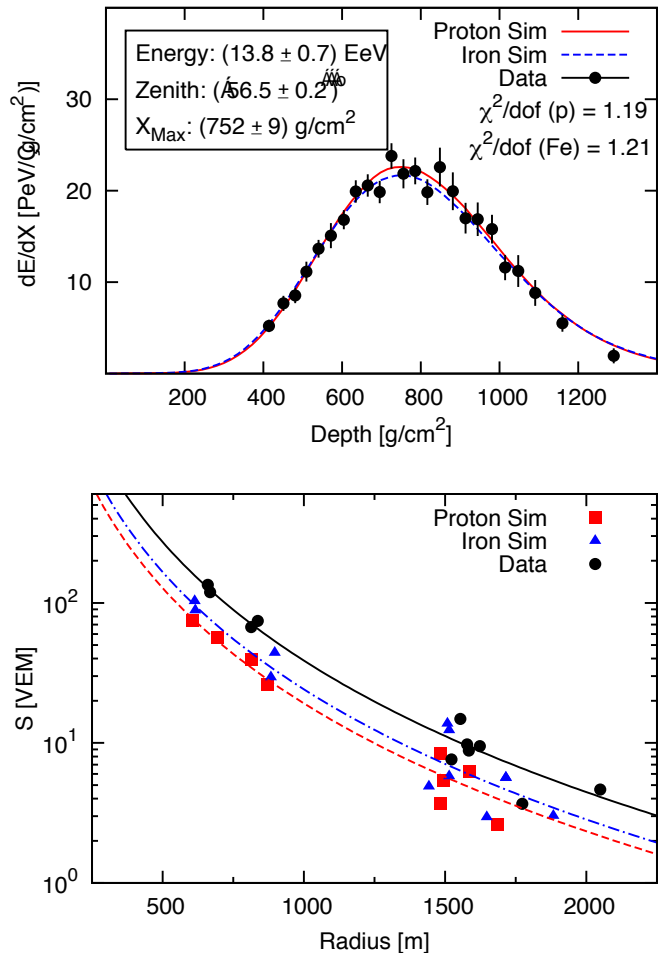 Energy: (13.8 ± 0.7) EeV
Zenith: (56.5 ± 0.2)
X_Max: (752 ± 9) g/cm²
Proton Sim
Iron Sim
Data
χ²/dof (p) = 1.19
χ²/dof (Fe) = 1.21
dE/dX [PeV/(g/cm²)]
30
20
10
200 400 600 800 1000 1200
Depth [g/cm²]
Proton Sim
Iron Sim
Data
S [VEM]
10²
10¹
10⁰
500 1000 1500 2000
Radius [m]